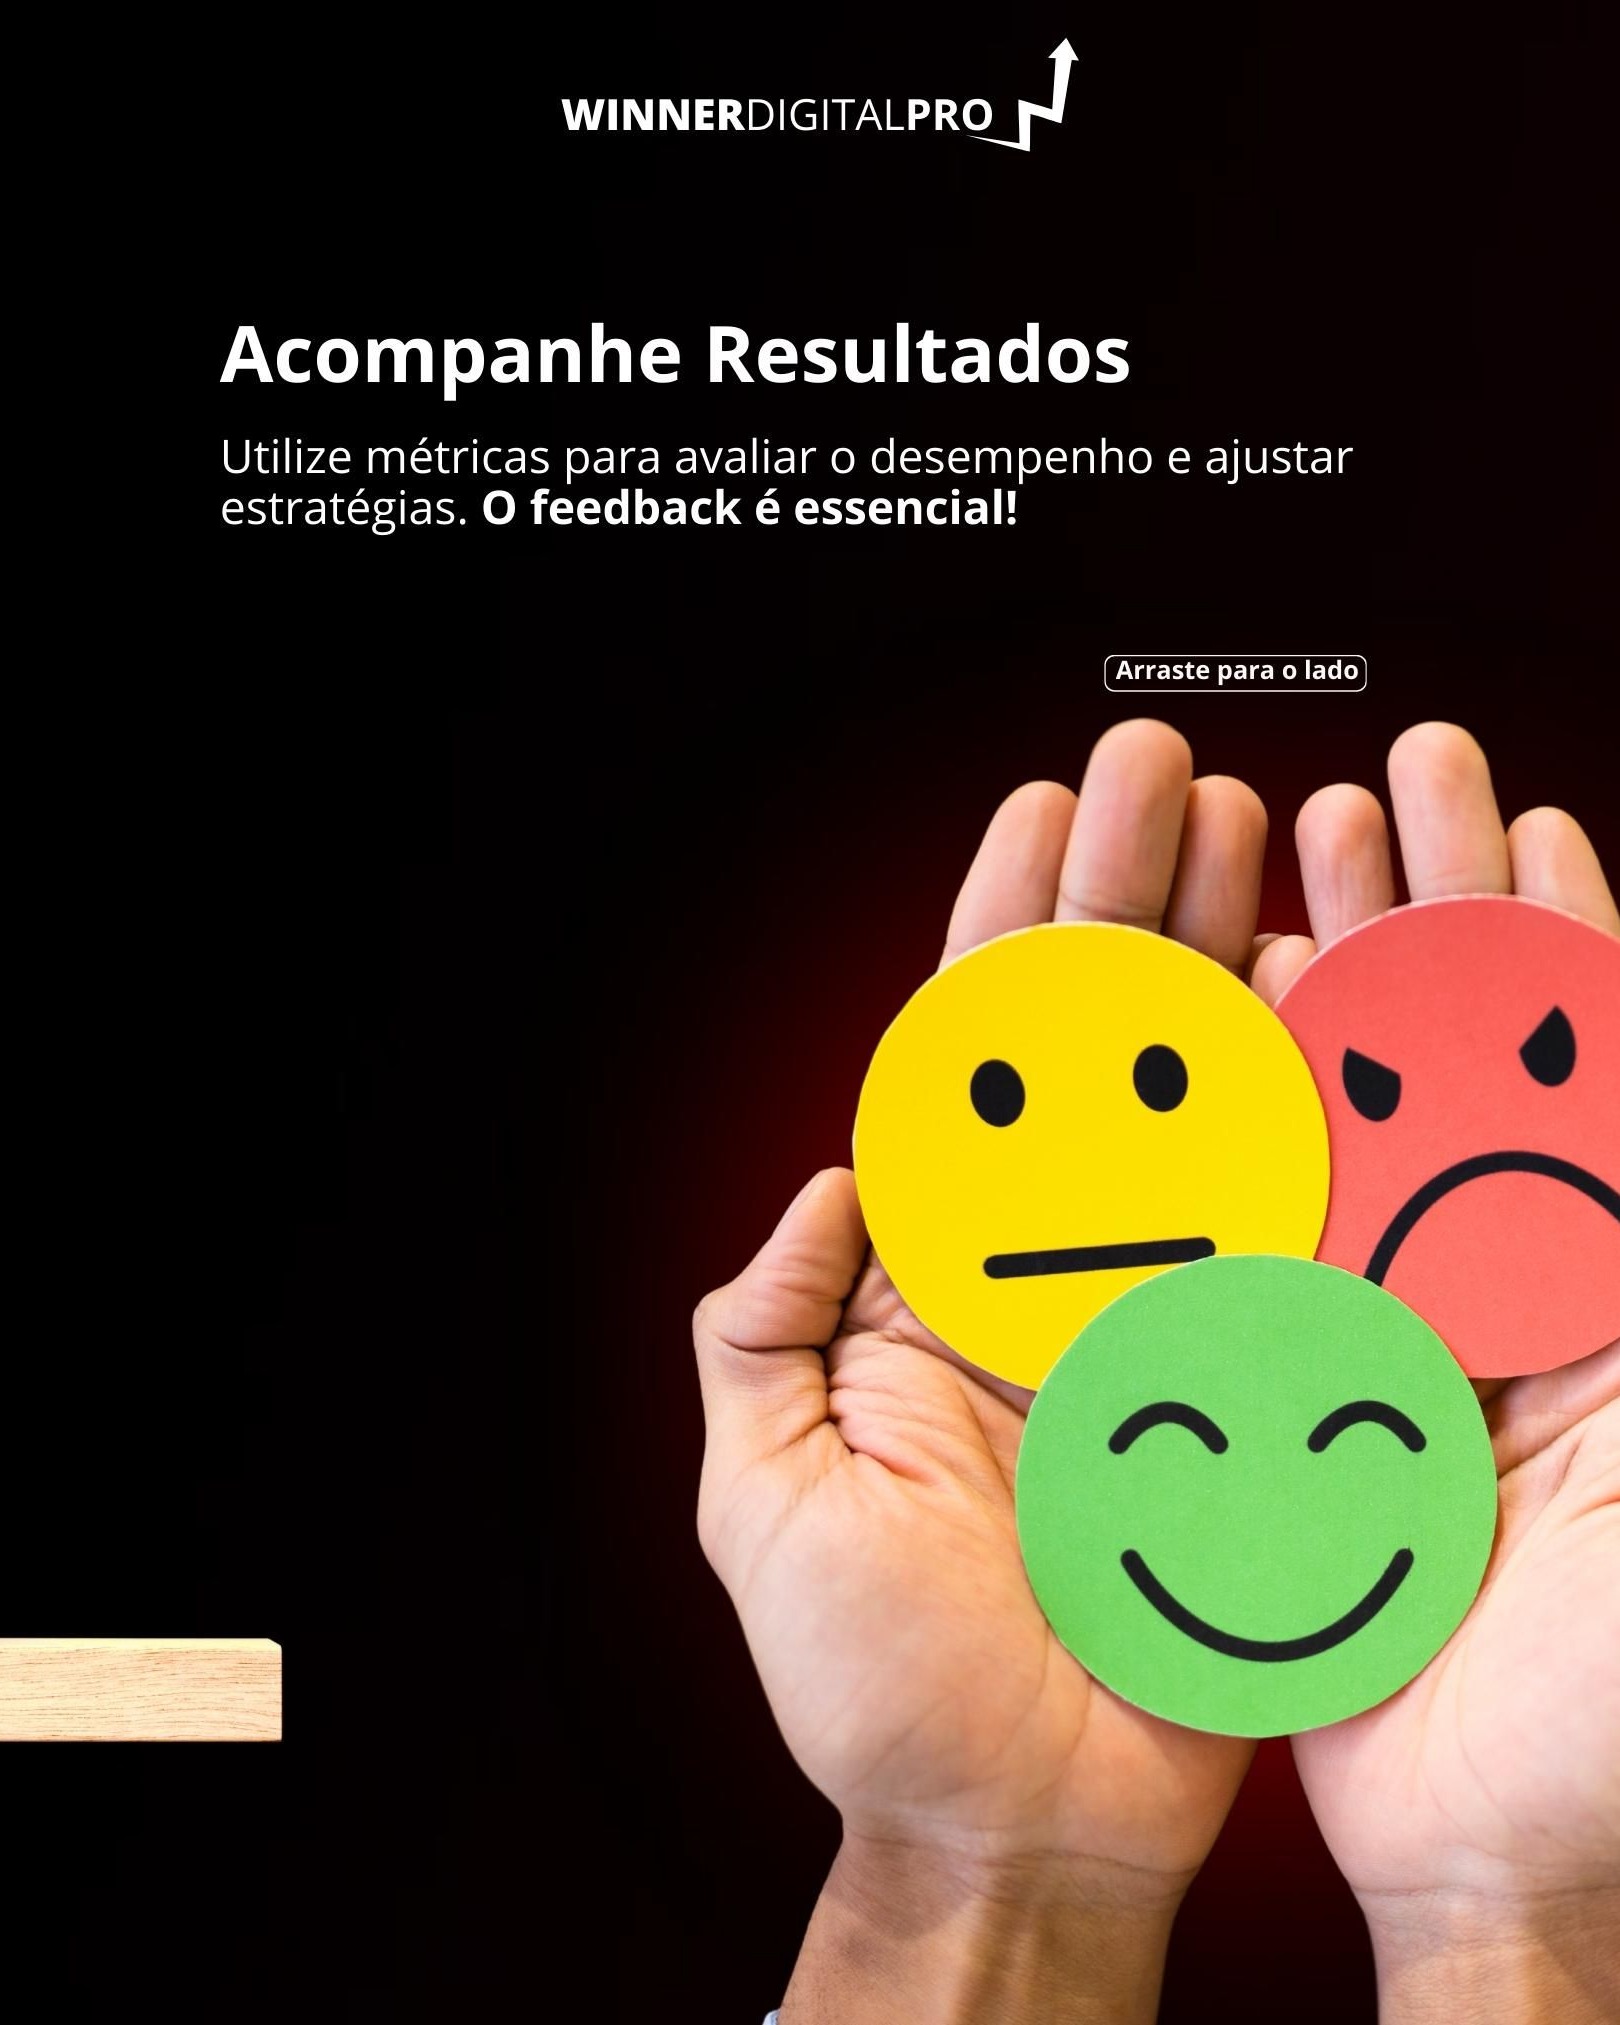 WINNERDIGITALPRO
Acompanhe Resultados
Utilize métricas para avaliar o desempenho e ajustar
estratégias. O feedback é essencial!
Arraste para o lado